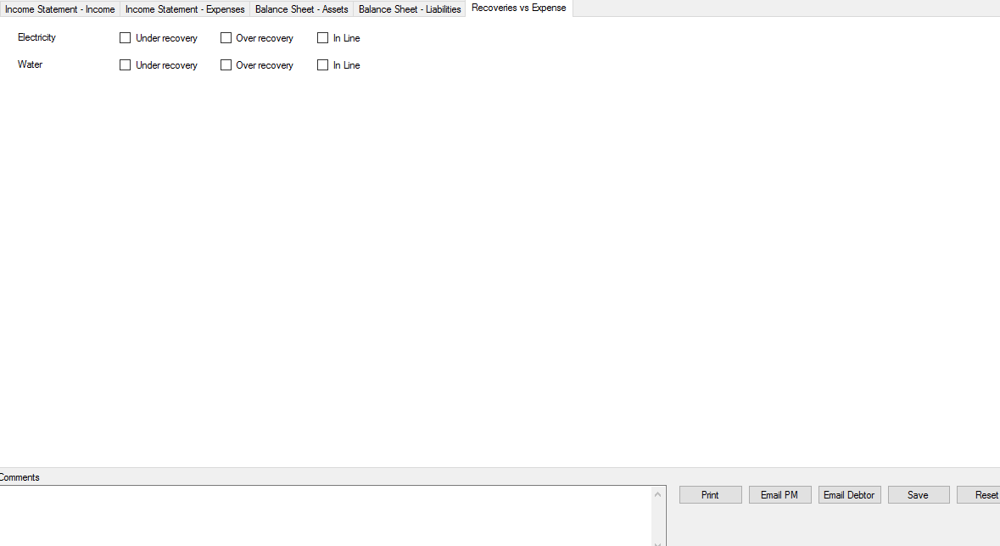 Income Statement - Income Income Statement - Expenses Balance Sheet - Assets Balance Sheet - Liabilities Recoveries vs Expense
Electricity Under recovery Over recovery In Line
Water Under recovery Over recovery In Line
Comments
Print Email PM Email Debtor Save Reset